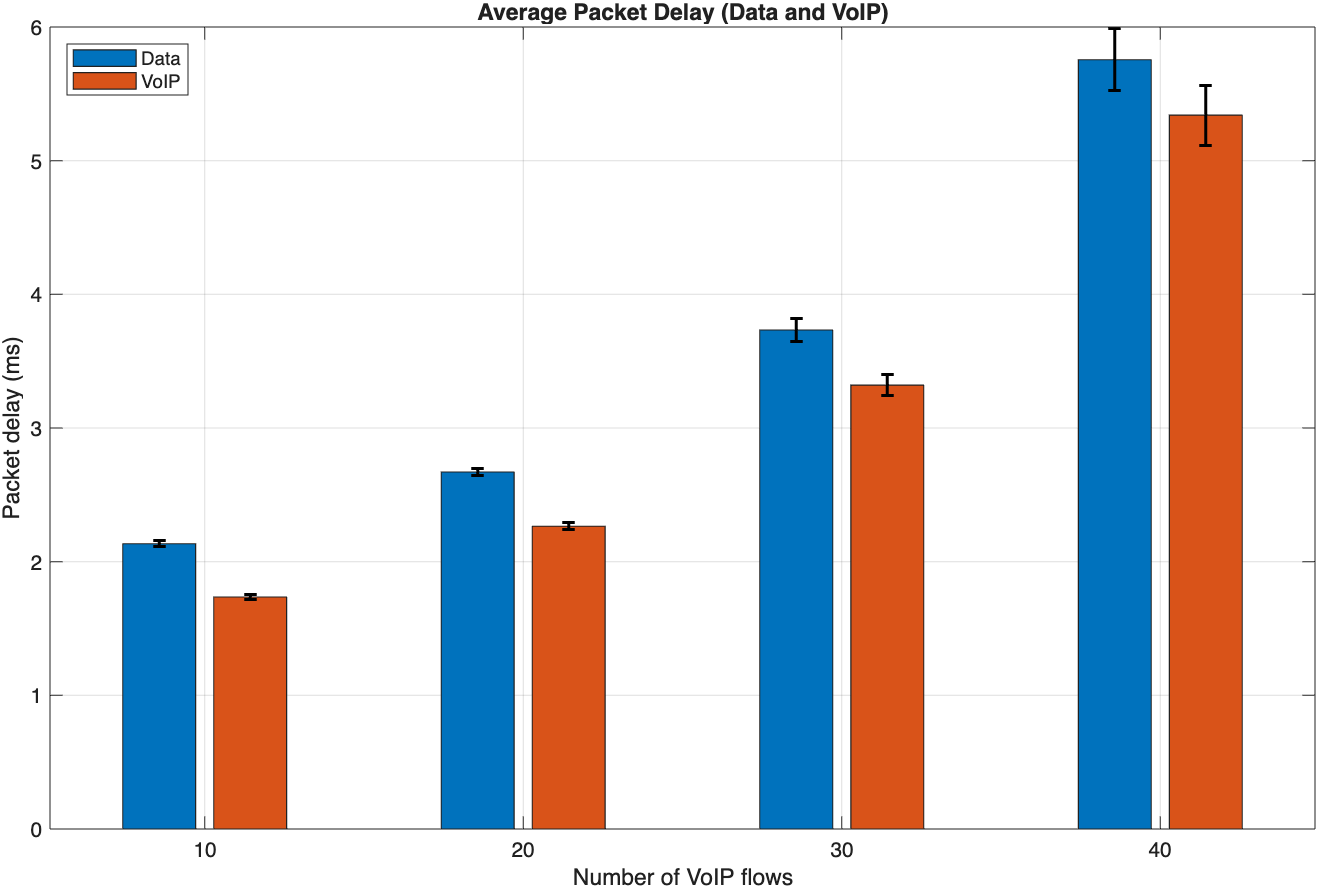 Average Packet Delay (Data and VoIP)
Data
VoIP
Packet delay (ms)
6
5
4
3
2
1
0
10 20 30 40
Number of VoIP flows